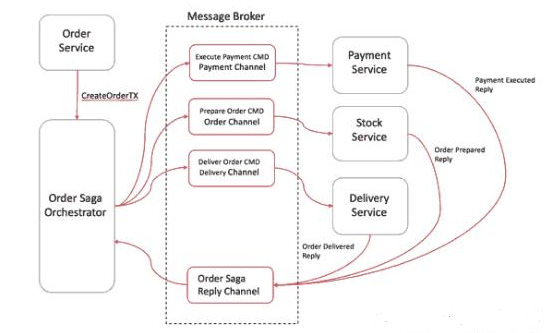 Message Broker
Order
Service
CreateOrderTX
Order Saga
Orchestrator
Execute Payment CMD
Payment Channel
Prepare Order CMD
Order Channel
Deliver Order CMD
Delivery Channel
Order Saga
Reply Channel
Payment
Service
Stock
Service
Delivery
Service
Payment Executed
Reply
Order Prepared
Reply
Order Delivered
Reply